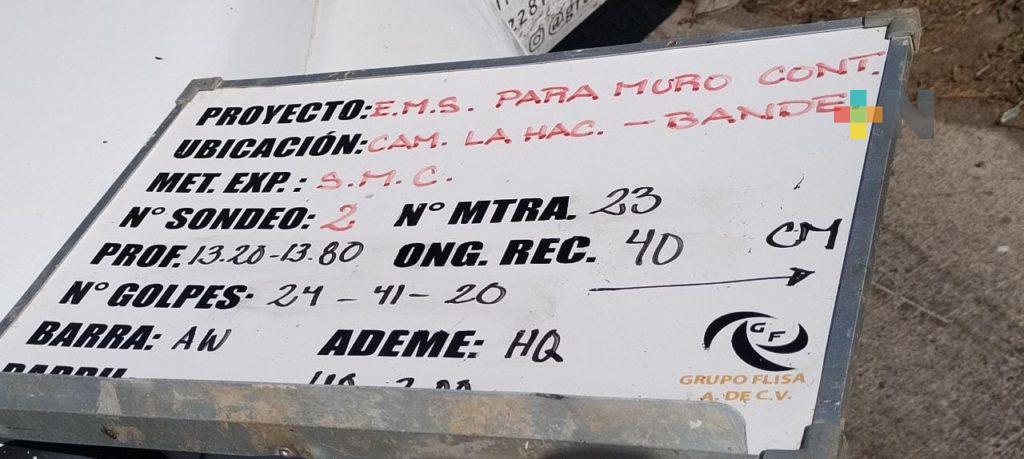 PROYECTO: E.M.S. PARA MURO CONT.
UBICACIÓN: CAM. LA HAC. - BANDE
MET. EXP.: S.M.C.
N° SONDEO: 2 N° MTRA. 23
PROF. 13.20-13.80 ONG. REC. 40 CM
N° GOLPES· 24 - 41 - 20
BARRA: AW ADEME: HQ
GF
GRUPO FLISA
A. DE C.V.